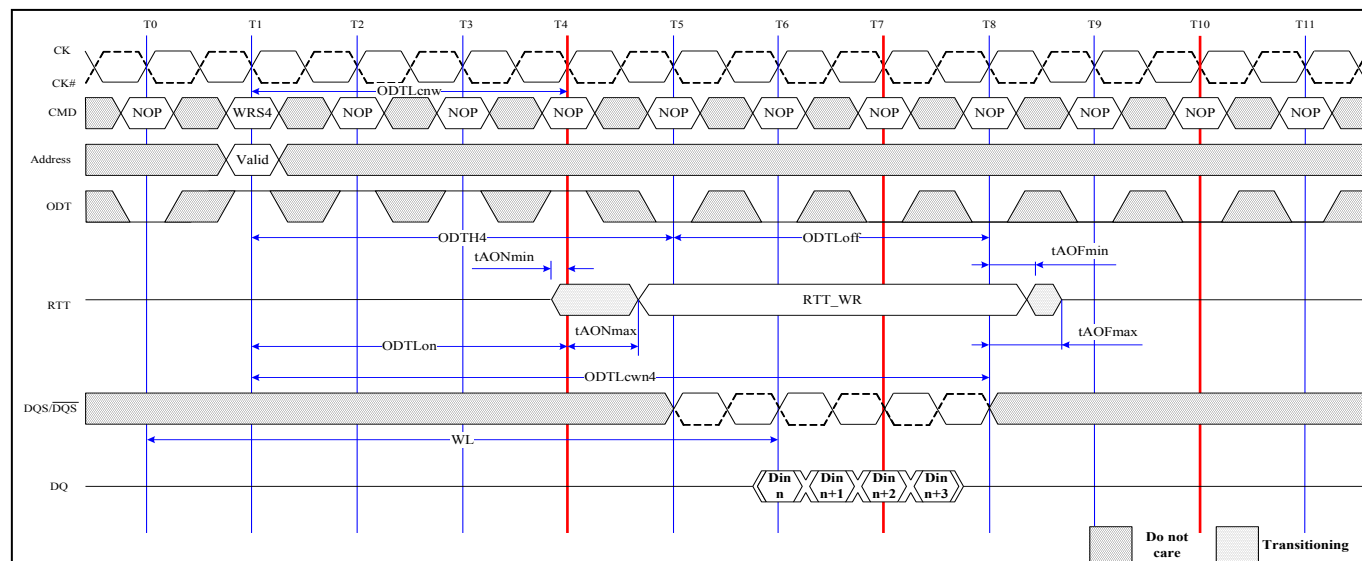 T0 T1 T2 T3 T4 T5 T6 T7 T8 T9 T10 T11
CK
CK#
ODTLcnw
CMD NOP WRS4 NOP NOP NOP NOP NOP NOP NOP NOP NOP NOP
Address Valid
ODT
ODTH4 ODTLoff
tAONmin tAOFmin
RTT RTT_WR
tAONmax tAOFmax
ODTLon
ODTLcwn4
DQS/DQS
WL
DQ Din n Din n+1 Din n+2 Din n+3
Do not care
Transitioning